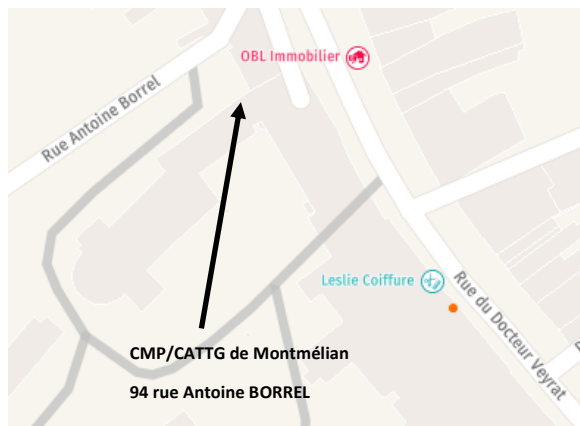 OBL Immobilier
Rue Antoine Borrel
Leslie Coiffure
Rue du Docteur Veyrat
CMP/CATTG de Montmélian
94 rue Antoine BORREL